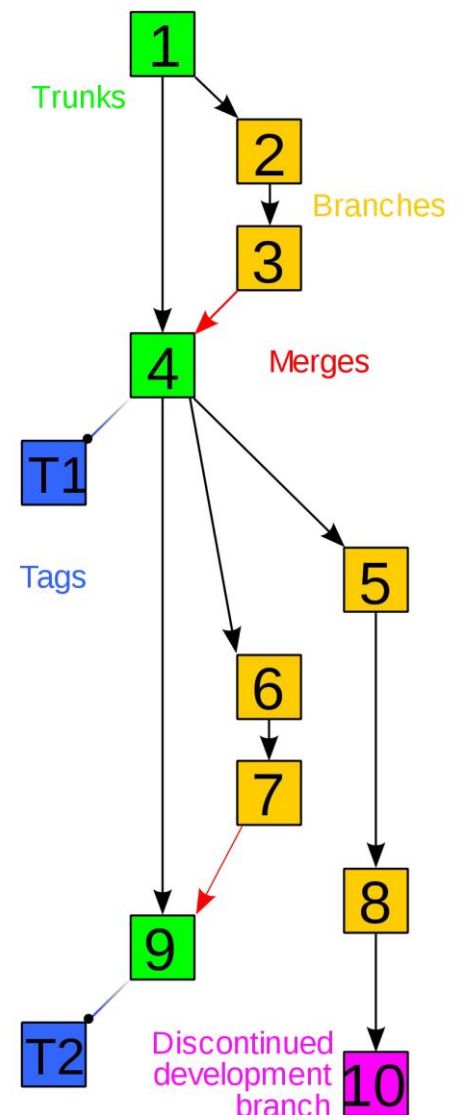 1
Trunks
2
Branches
3
4
Merges
T1
Tags
5
6
7
8
9
T2
Discontinued
development
branch
10